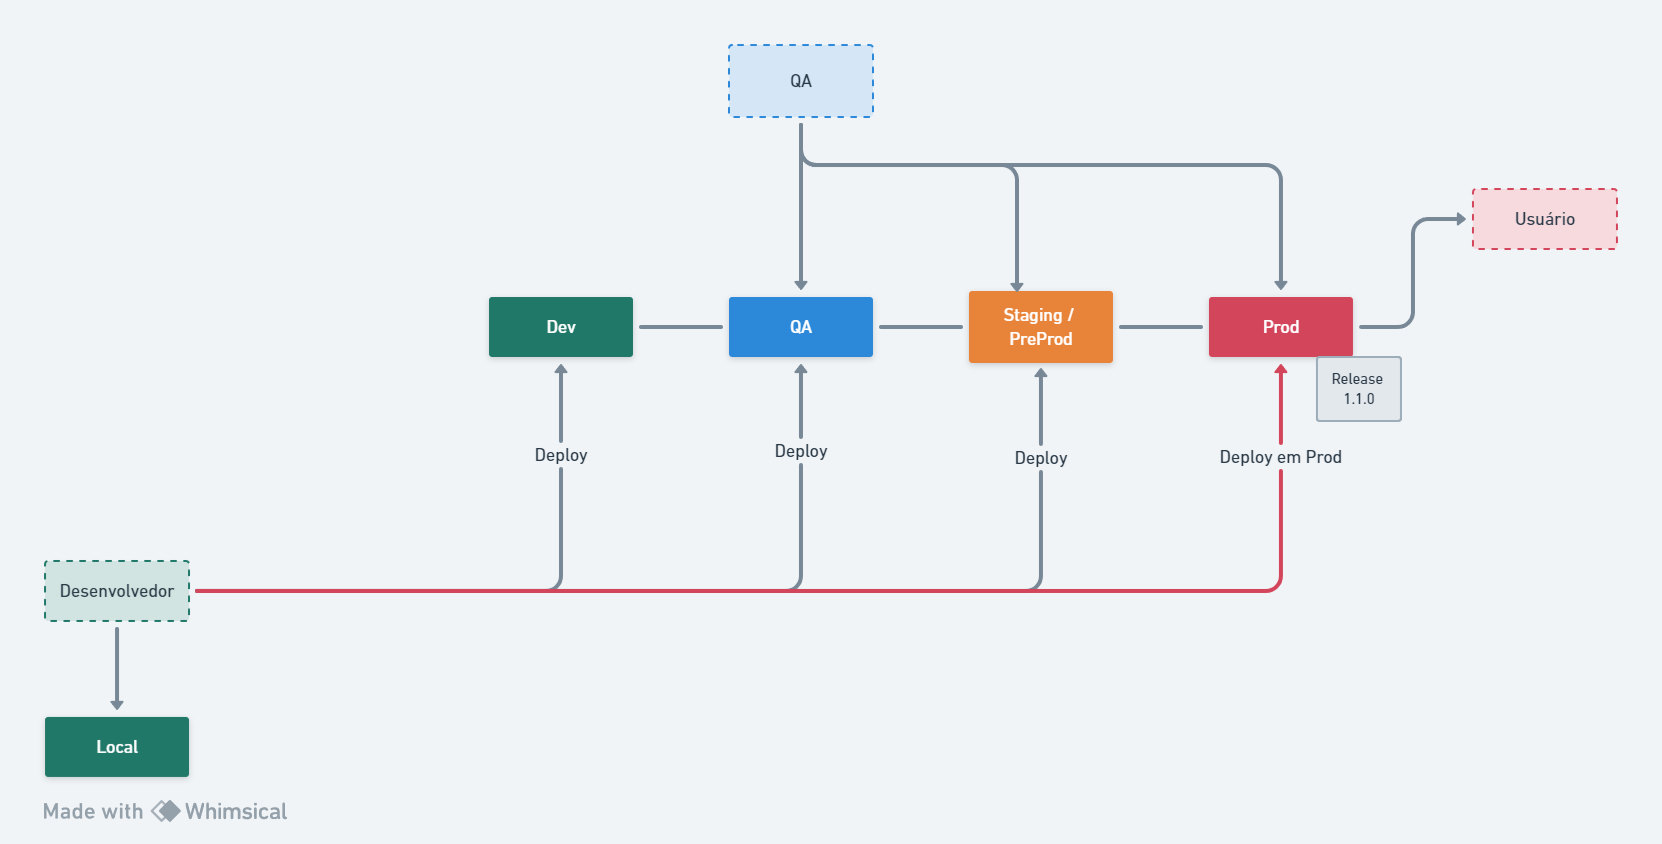 QA
Usuário
Dev
QA
Staging /
PreProd
Prod
Release
1.1.0
Deploy
Deploy
Deploy
Deploy em Prod
Desenvolvedor
Local
Made with Whimsical